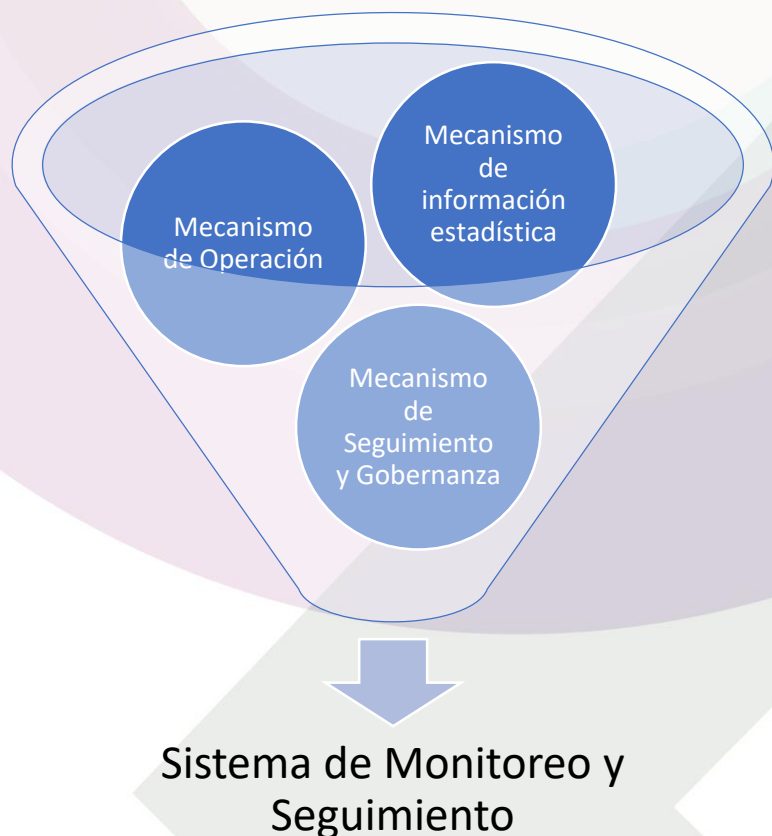 Mecanismo
de
información
estadística
Mecanismo
de Operación
Mecanismo
de
Seguimiento
y Gobernanza
Sistema de Monitoreo y
Seguimiento